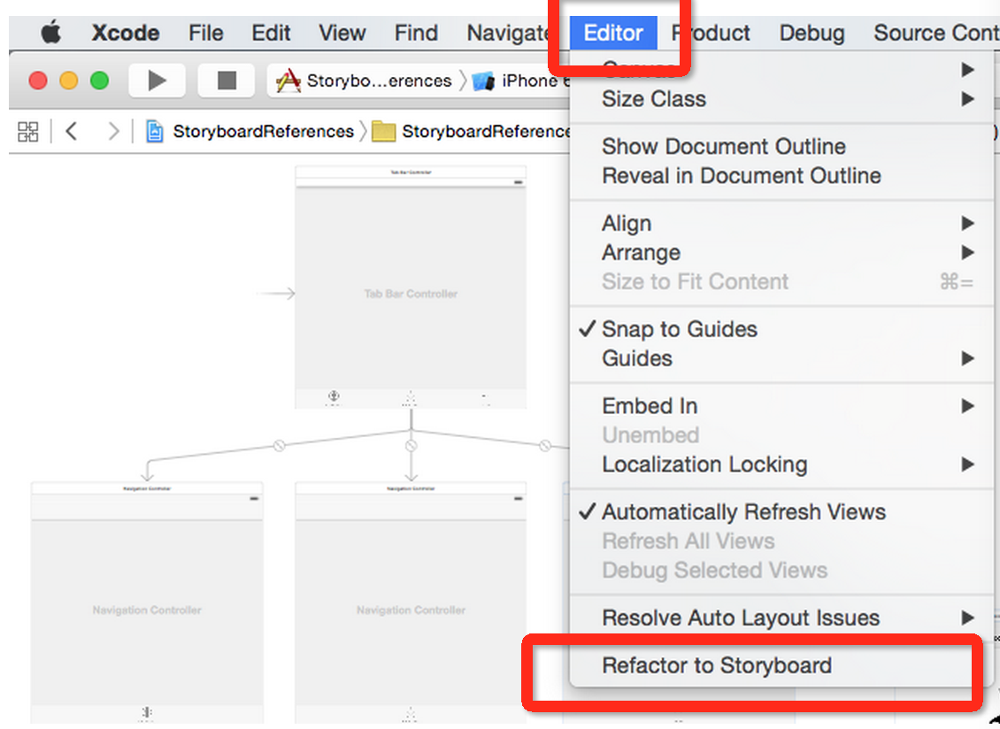 Xcode File Edit View Find Navigate Editor Product Debug Source Cont
Storybo...erences iPhone 6
StoryboardReferences StoryboardReference
Canvas
Size Class
Show Document Outline
Reveal in Document Outline
Align
Arrange
Size to Fit Content ⌘=
✓ Snap to Guides
Guides
Embed In
Unembed
Localization Locking
✓ Automatically Refresh Views
Refresh All Views
Debug Selected Views
Resolve Auto Layout Issues
Refactor to Storyboard
Tab Bar Controller
Tab Bar Controller
Navigation Controller
Navigation Controller
Navigation Controller
Navigation Controller